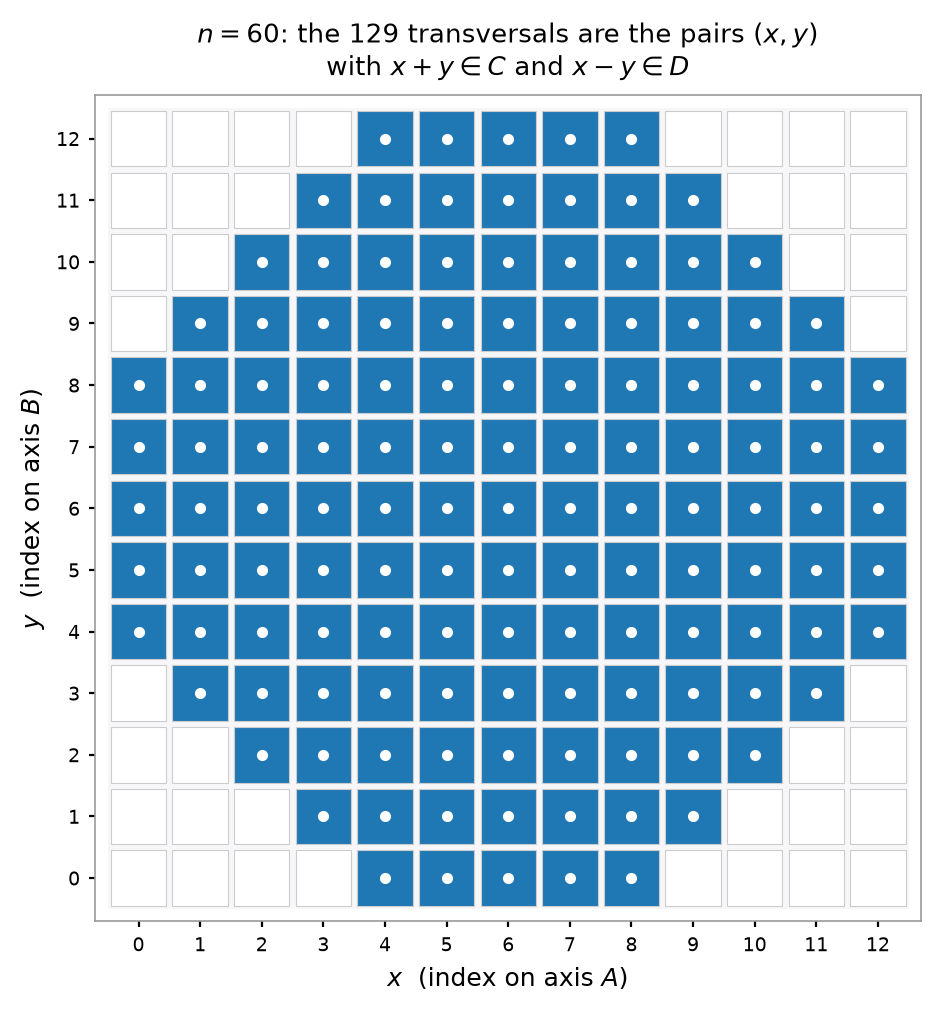 n = 60: the 129 transversals are the pairs (x, y)
with x + y ∈ C and x − y ∈ D
12
11
10
9
8
7
6
5
4
3
2
1
0
y (index on axis B)
0 1 2 3 4 5 6 7 8 9 10 11 12
x (index on axis A)